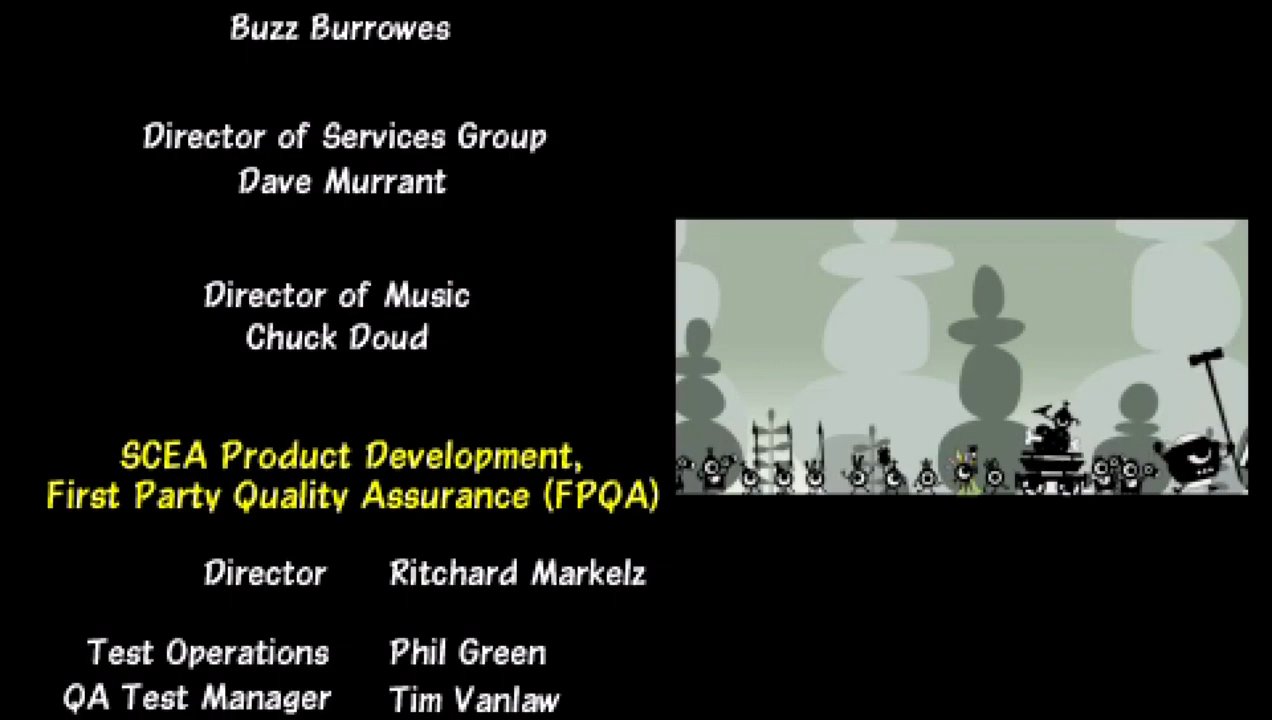 Buzz Burrowes
Director of Services Group
Dave Murrant
Director of Music
Chuck Doud
SCEA Product Development,
First Party Quality Assurance (FPQA)
Director Ritchard Markelz
Test Operations Phil Green
QA Test Manager Tim Vanlaw